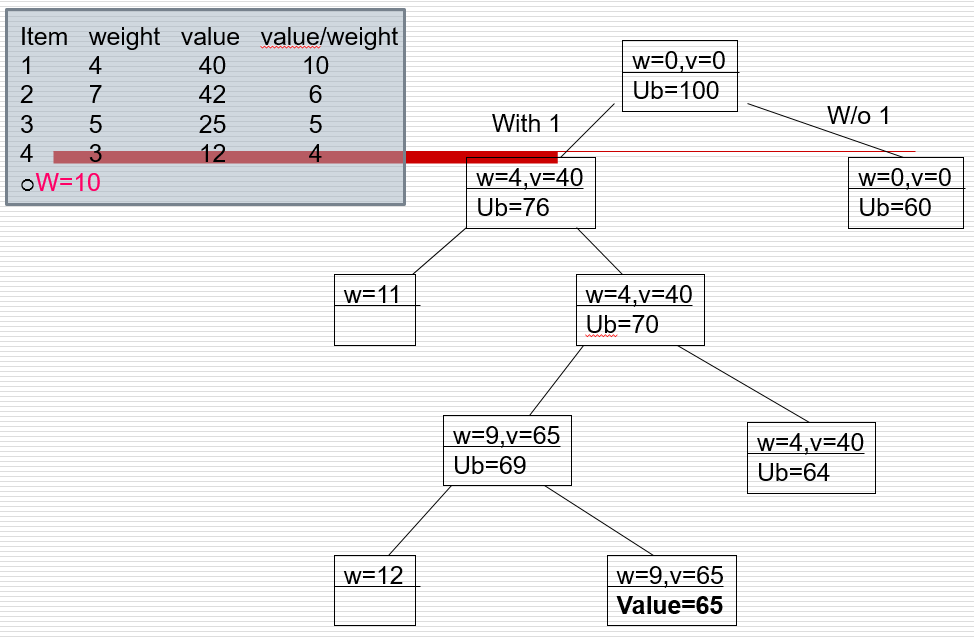 Item weight value value/weight
1 4 40 10
2 7 42 6
3 5 25 5
4 3 12 4
W=10
w=0,v=0
Ub=100
With 1
W/o 1
w=4,v=40
Ub=76
w=0,v=0
Ub=60
w=11
w=4,v=40
Ub=70
w=9,v=65
Ub=69
w=4,v=40
Ub=64
w=12
w=9,v=65
Value=65